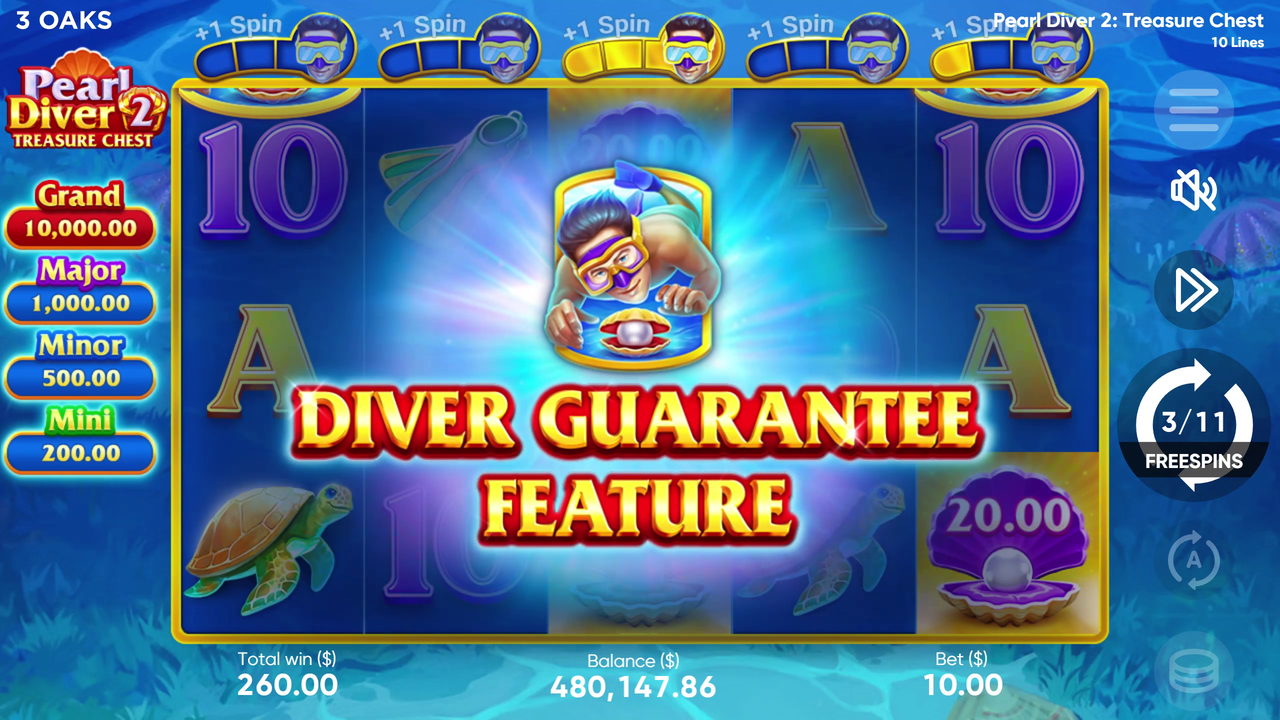 3 OAKS
+1 Spin
+1 Spin
+1 Spin
+1 Spin
+1 Spin
Pearl Diver 2: Treasure Chest
10 Lines
Pearl
Diver 2
TREASURE CHEST
Grand
10,000.00
Major
1,000.00
Minor
500.00
Mini
200.00
10
20.00
A
10
A
A
DIVER GUARANTEE
FEATURE
10
20.00
3/11
FREESPINS
A
Total win ($)
260.00
Balance ($)
480,147.86
Bet ($)
10.00